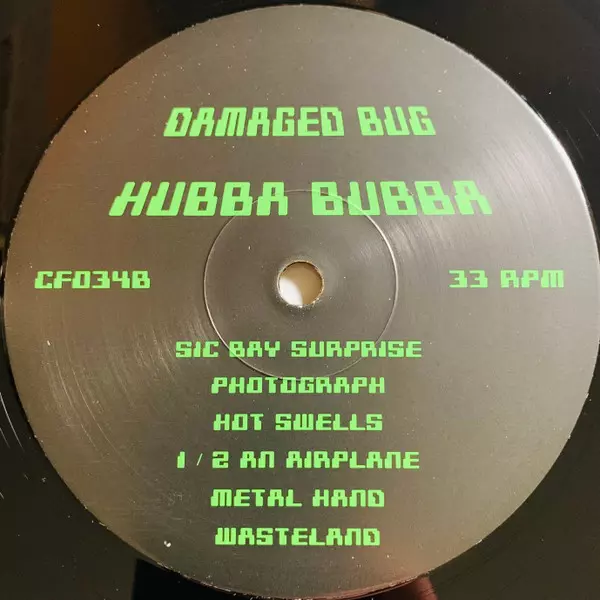 DAMAGED BUG
HUBBA BUBBA
CF034B
33 RPM
SIC BAY SURPRISE
PHOTOGRAPH
HOT SWELLS
1 / 2 AN AIRPLANE
METAL HAND
WASTELAND